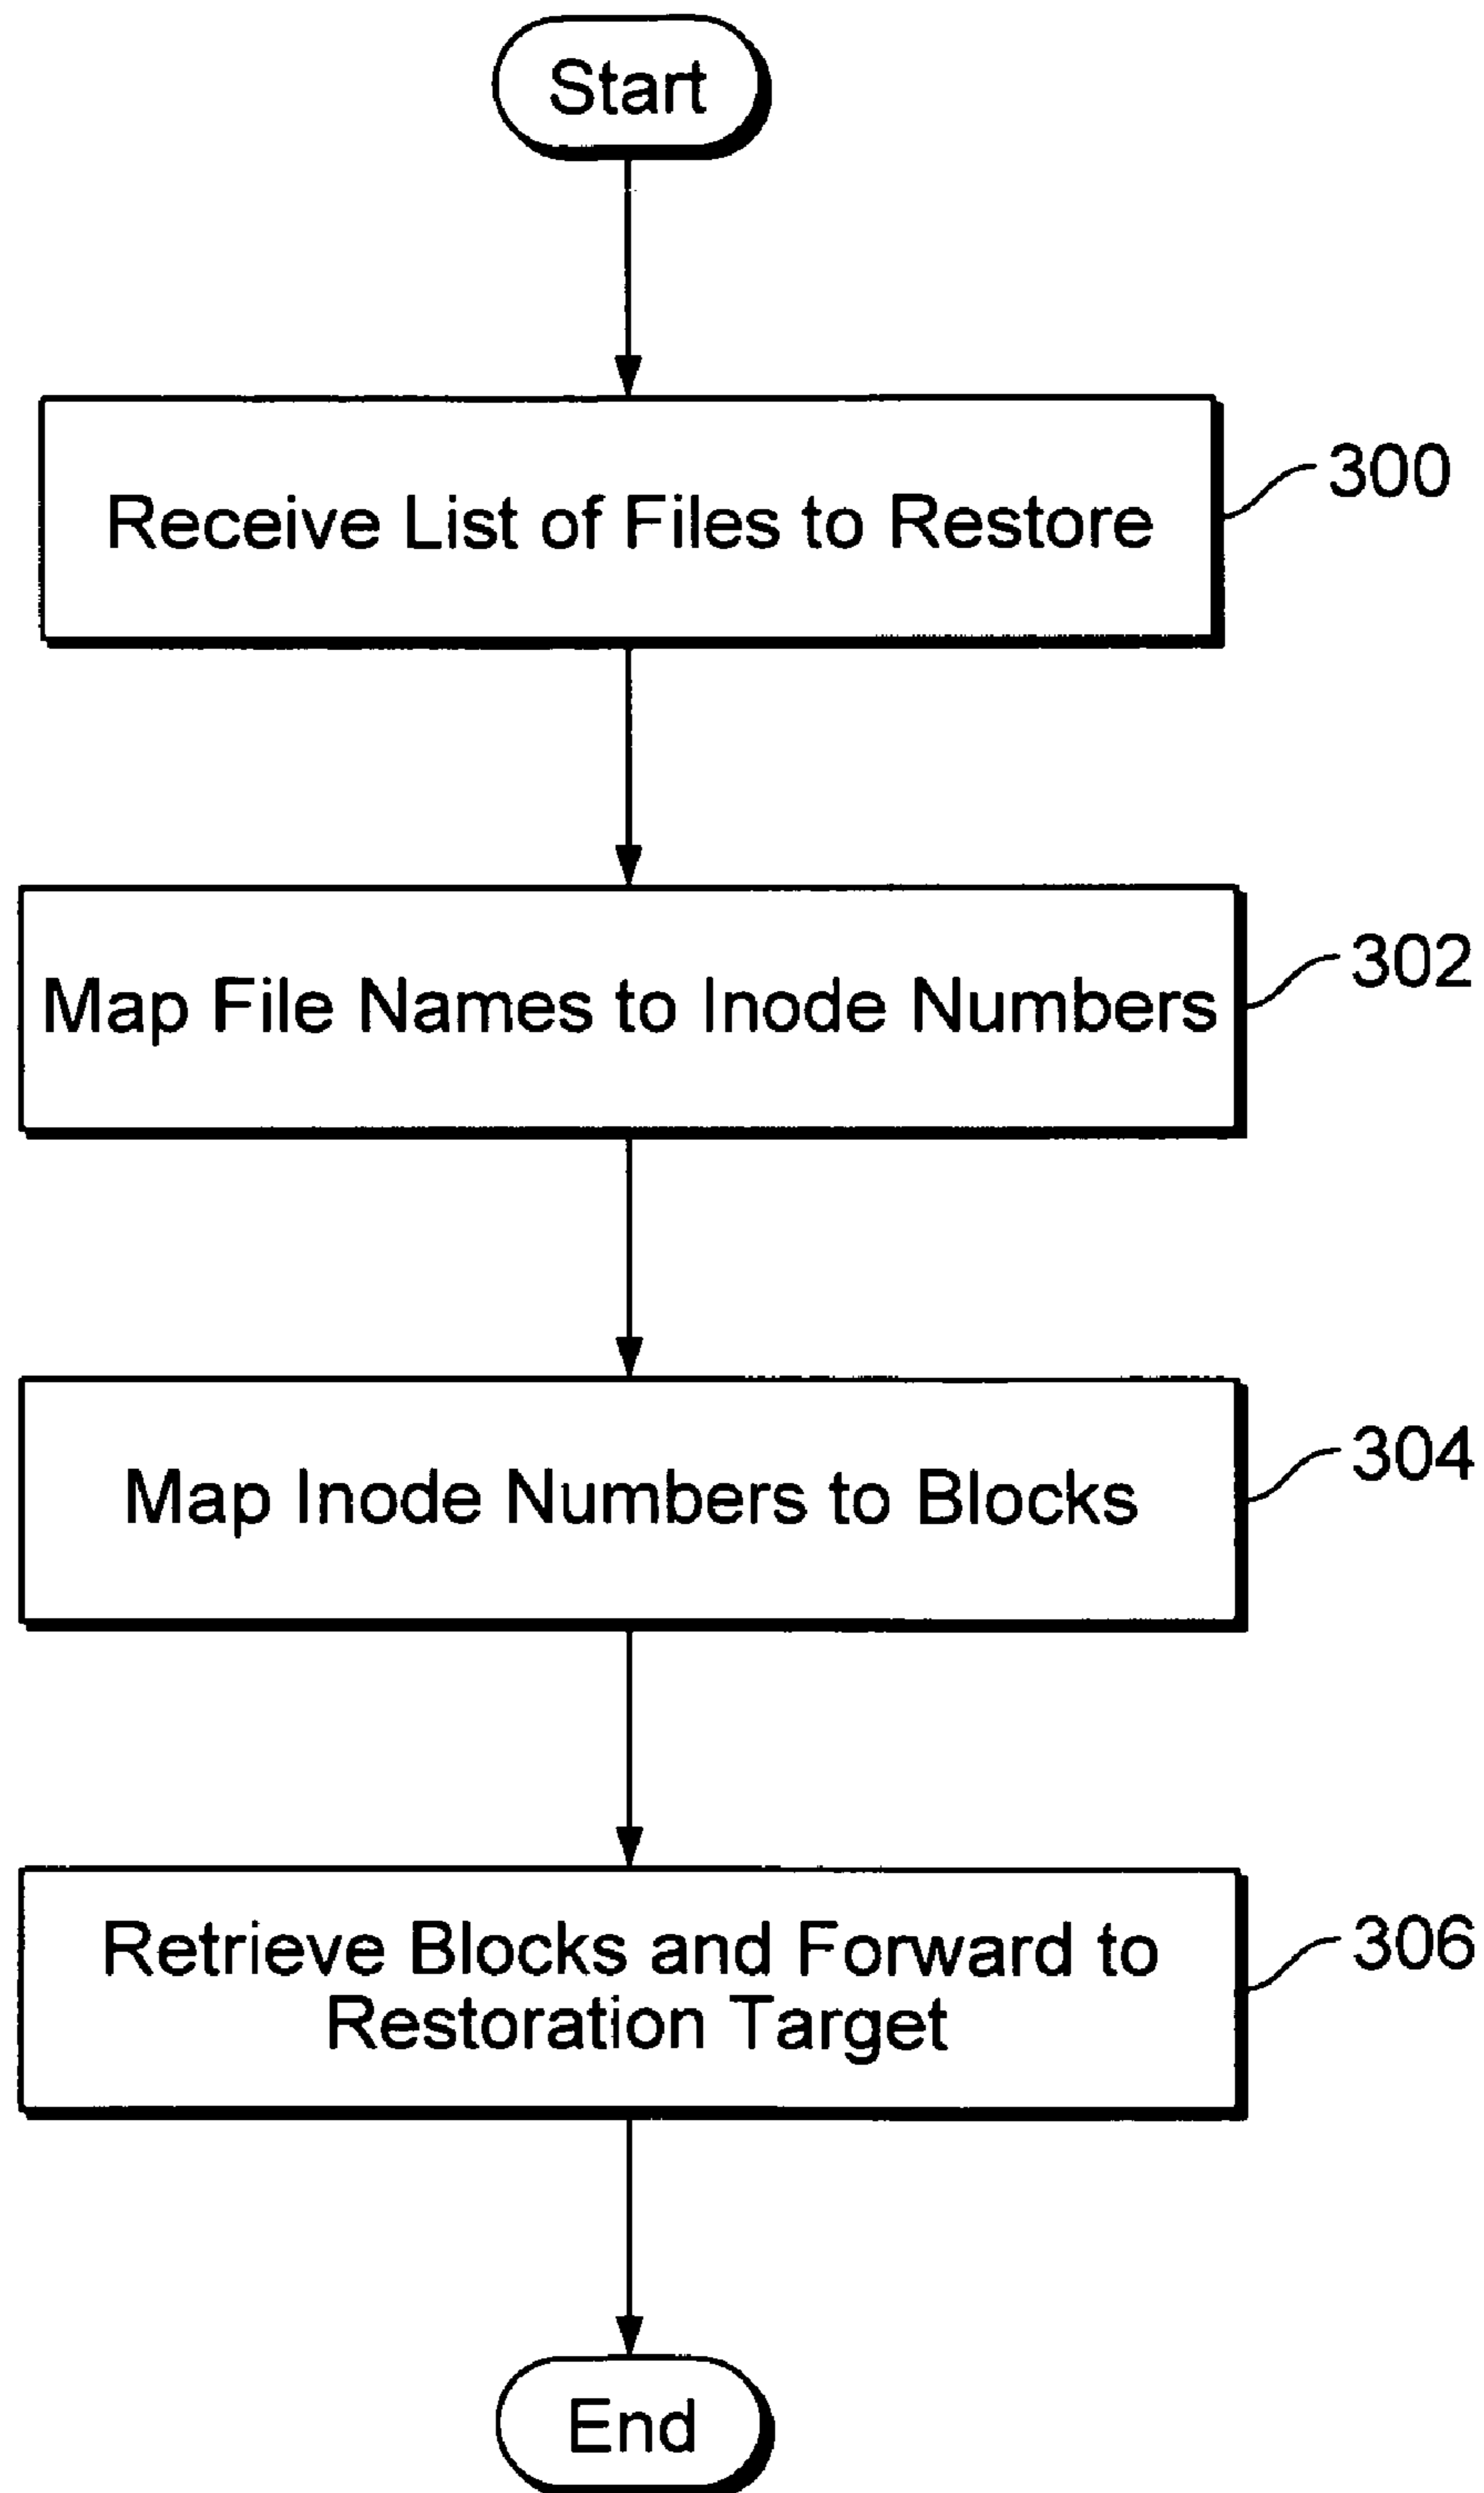 Start
Receive List of Files to Restore
300
Map File Names to Inode Numbers
302
Map Inode Numbers to Blocks
304
Retrieve Blocks and Forward to
Restoration Target
306
End